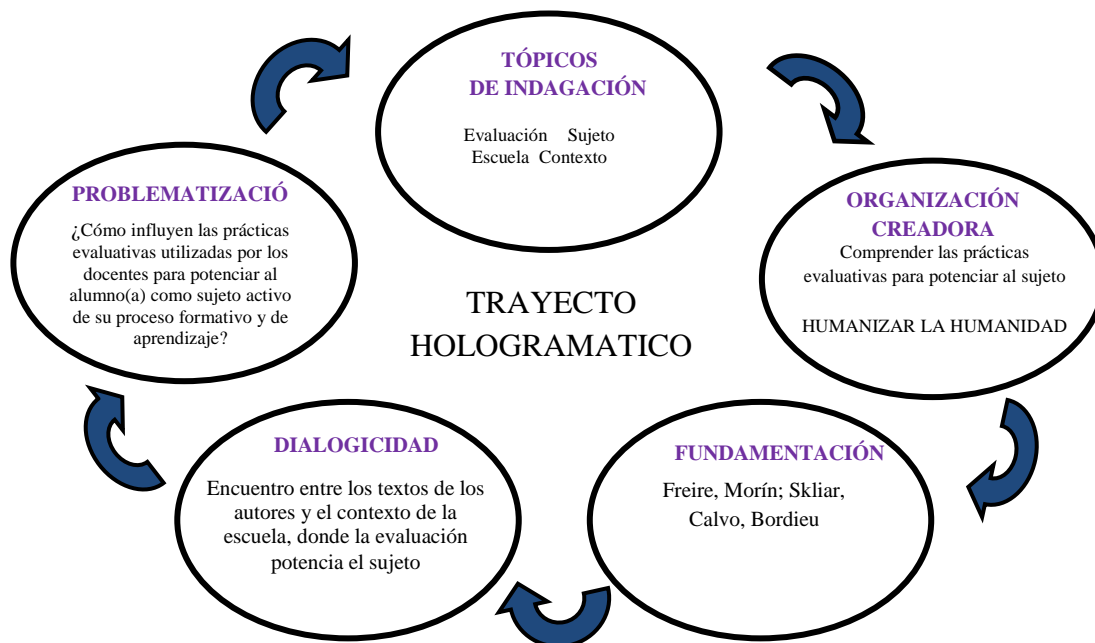 TÓPICOS
DE INDAGACIÓN
Evaluación Sujeto
Escuela Contexto
ORGANIZACIÓN
CREADORA
Comprender las prácticas
evaluativas para potenciar al sujeto
HUMANIZAR LA HUMANIDAD
FUNDAMENTACIÓN
Freire, Morín; Skliar,
Calvo, Bordieu
DIALOGICIDAD
Encuentro entre los textos de los
autores y el contexto de la
escuela, donde la evaluación
potencia el sujeto
PROBLEMATIZACIÓ
¿Cómo influyen las prácticas
evaluativas utilizadas por los
docentes para potenciar al
alumno(a) como sujeto activo
de su proceso formativo y de
aprendizaje?
TRAYECTO
HOLOGRAMATICO